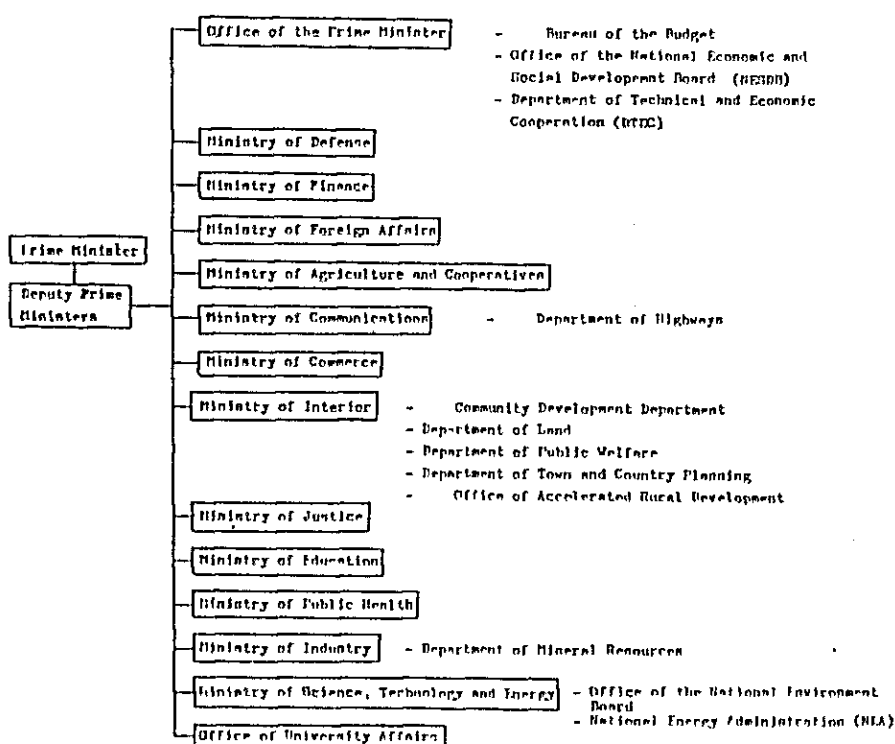 Office of the Prime Minister - Bureau of the Budget
- Office of the National Economic and
Social Development Board (NESDB)
- Department of Technical and Economic
Cooperation (DTEC)
Ministry of Defense
Ministry of Finance
Ministry of Foreign Affairs
Prime Minister
Deputy Prime
Ministers
Ministry of Agriculture and Cooperatives
Ministry of Communications - Department of Highways
Ministry of Commerce
Ministry of Interior - Community Development Department
- Department of Land
- Department of Public Welfare
- Department of Town and Country Planning
- Office of Accelerated Rural Development
Ministry of Justice
Ministry of Education
Ministry of Public Health
Ministry of Industry - Department of Mineral Resources
Ministry of Science, Technology and Energy - Office of the National Environment
Board
- National Energy Administration (NEA)
Office of University Affairs